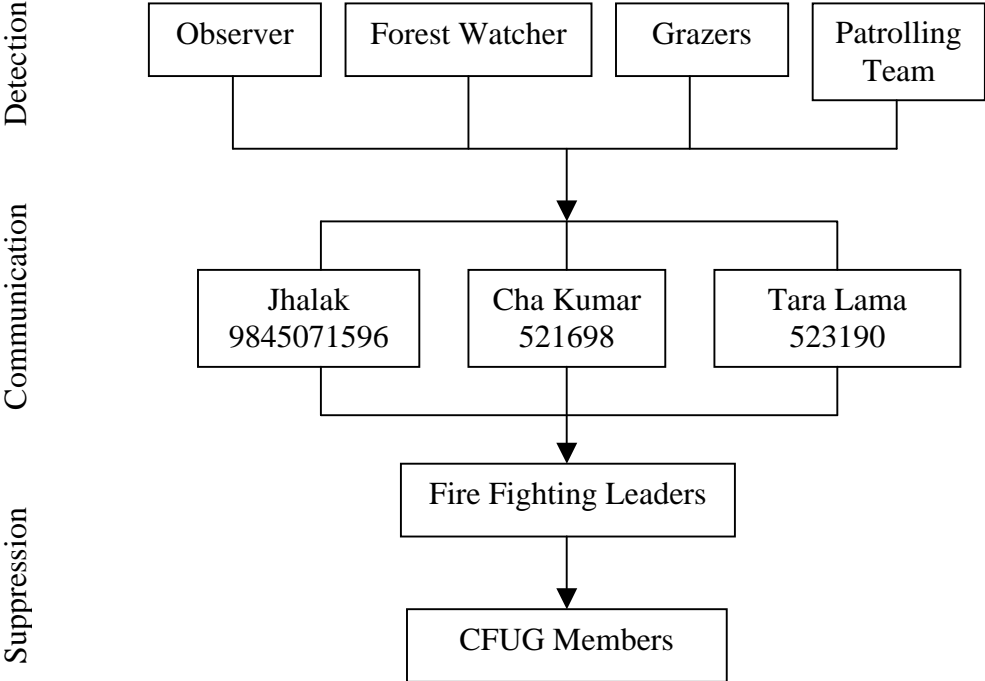 Detection
Observer
Forest Watcher
Grazers
Patrolling
Team
Communication
Jhalak
9845071596
Cha Kumar
521698
Tara Lama
523190
Suppression
Fire Fighting Leaders
CFUG Members